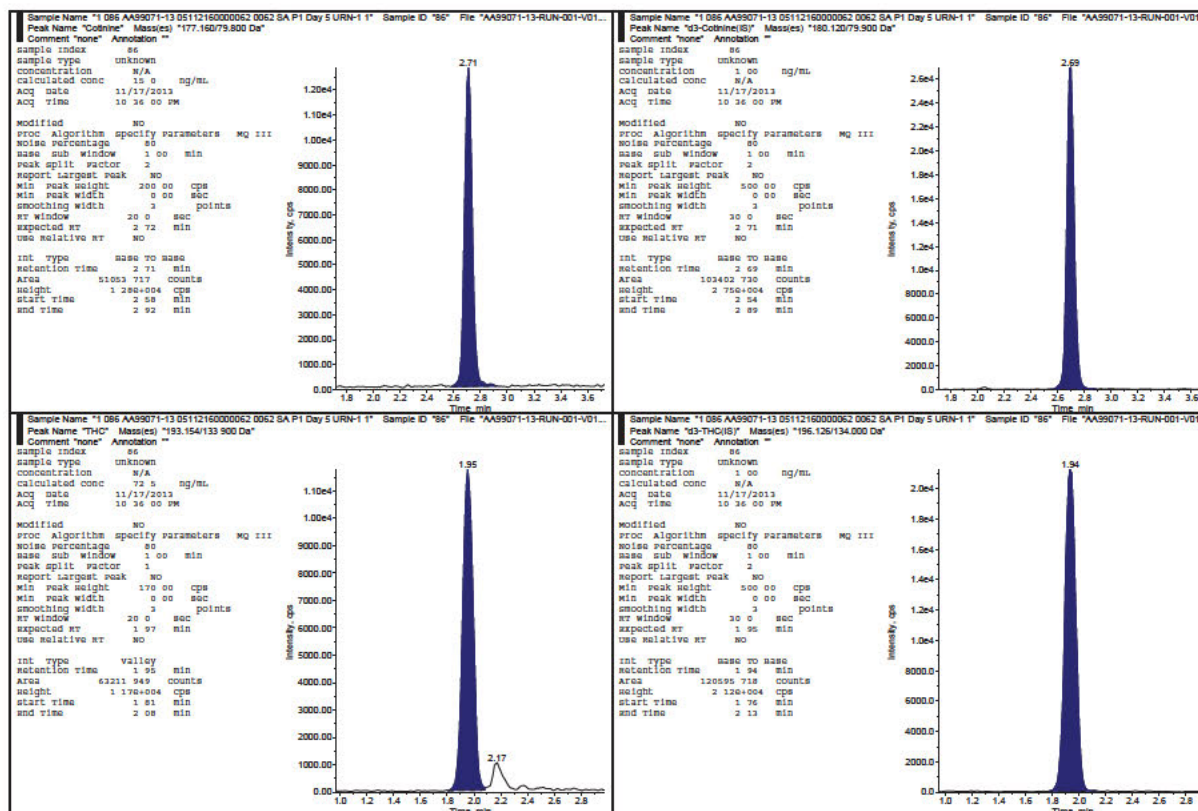 Sample Name "1 086 AA99071-13 05112160000062 0062 SA P1 Day 5 URN-1 1" Sample ID "86" File "AA99071-13-RUN-001-V01...
Peak Name "Cotinine" Mass(es) "177.160/79.800 Da"
Comment "none" Annotation ""
sample Index 86
sample Type unknown
concentration N/A
calculated conc 15 0 ng/mL
Acq Date 11/17/2013
Acq Time 10 36 00 PM
Modified NO
Proc Algorithm specify Parameters MQ III
Noise Percentage 80
Base sub window 1 00 min
Peak split Factor 2
Report Largest Peak NO
Min Peak Height 200 00 cps
Min Peak width 0 00 sec
smoothing width 3 points
RT window 20 0 sec
Expected RT 2 72 min
Use Relative RT NO
Int Type Base To Base
Retention Time 2 71 min
Area 51053 717 counts
Height 1 28e+004 cps
start Time 2 58 min
End Time 2 92 min
2.71
1.20e4
1.10e4
1.00e4
9000.00
8000.00
7000.00
6000.00
5000.00
4000.00
3000.00
2000.00
1000.00
0.00
Intensity, cps
1.8 2.0 2.2 2.4 2.6 2.8 3.0 3.2 3.4 3.6
Time, min
Sample Name "1 086 AA99071-13 05112160000062 0062 SA P1 Day 5 URN-1 1" Sample ID "86" File "AA99071-13-RUN-001-V01...
Peak Name "d3-Cotinine(IS)" Mass(es) "180.120/79.900 Da"
Comment "none" Annotation ""
sample Index 86
sample Type unknown
concentration 1 00 ng/mL
calculated conc N/A
Acq Date 11/17/2013
Acq Time 10 36 00 PM
Modified NO
Proc Algorithm specify Parameters MQ III
Noise Percentage 80
Base sub window 1 00 min
Peak split Factor 2
Report Largest Peak NO
Min Peak Height 500 00 cps
Min Peak width 0 00 sec
smoothing width 3 points
RT window 30 0 sec
Expected RT 2 71 min
Use Relative RT NO
Int Type Base To Base
Retention Time 2 69 min
Area 103402 730 counts
Height 2 75e+004 cps
start Time 2 54 min
End Time 2 89 min
2.69
2.6e4
2.4e4
2.2e4
2.0e4
1.8e4
1.6e4
1.4e4
1.2e4
1.0e4
8000.0
6000.0
4000.0
2000.0
0.0
Intensity, cps
1.8 2.0 2.2 2.4 2.6 2.8 3.0 3.2 3.4 3.6
Time, min
Sample Name "1 086 AA99071-13 05112160000062 0062 SA P1 Day 5 URN-1 1" Sample ID "86" File "AA99071-13-RUN-001-V01...
Peak Name "THC" Mass(es) "193.154/133 900 Da"
Comment "none" Annotation ""
sample Index 86
sample Type unknown
concentration N/A
calculated conc 72 5 ng/mL
Acq Date 11/17/2013
Acq Time 10 36 00 PM
Modified NO
Proc Algorithm specify Parameters MQ III
Noise Percentage 80
Base sub window 1 00 min
Peak split Factor 1
Report Largest Peak NO
Min Peak Height 170 00 cps
Min Peak width 0 00 sec
smoothing width 3 points
RT window 20 0 sec
Expected RT 1 97 min
Use Relative RT NO
Int Type valley
Retention Time 1 95 min
Area 63211 949 counts
Height 1 17e+004 cps
start Time 1 81 min
End Time 2 08 min
1.95
2.17
1.10e4
1.00e4
9000.00
8000.00
7000.00
6000.00
5000.00
4000.00
3000.00
2000.00
1000.00
0.00
Intensity, cps
1.0 1.2 1.4 1.6 1.8 2.0 2.2 2.4 2.6 2.8
Time, min
Sample Name "1 086 AA99071-13 05112160000062 0062 SA P1 Day 5 URN-1 1" Sample ID "86" File "AA99071-13-RUN-001-V01...
Peak Name "d3-THC(IS)" Mass(es) "196.126/134.000 Da"
Comment "none" Annotation ""
sample Index 86
sample Type unknown
concentration 1 00 ng/mL
calculated conc N/A
Acq Date 11/17/2013
Acq Time 10 36 00 PM
Modified NO
Proc Algorithm specify Parameters MQ III
Noise Percentage 80
Base sub window 1 00 min
Peak split Factor 2
Report Largest Peak NO
Min Peak Height 500 00 cps
Min Peak width 0 00 sec
smoothing width 3 points
RT window 30 0 sec
Expected RT 1 95 min
Use Relative RT NO
Int Type Base To Base
Retention Time 1 94 min
Area 120595 718 counts
Height 2 12e+004 cps
start Time 1 76 min
End Time 2 13 min
1.94
2.0e4
1.8e4
1.6e4
1.4e4
1.2e4
1.0e4
8000.0
6000.0
4000.0
2000.0
0.0
Intensity, cps
1.0 1.2 1.4 1.6 1.8 2.0 2.2 2.4 2.6 2.8
Time, min